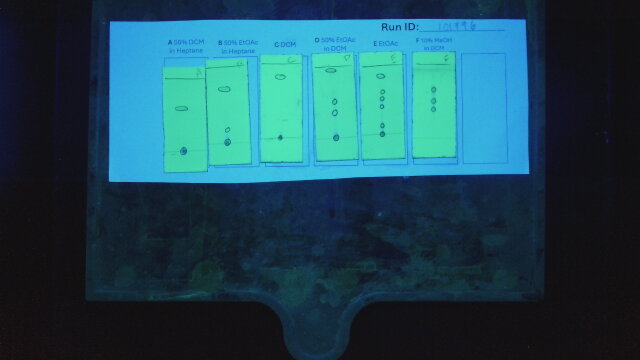 Run ID: 101996
A 50% DCM in Heptane
B 50% EtOAc in Heptane
C DCM
D 50% EtOAc in DCM
E EtOAc
F 10% MeOH in DCM
A B C D E F